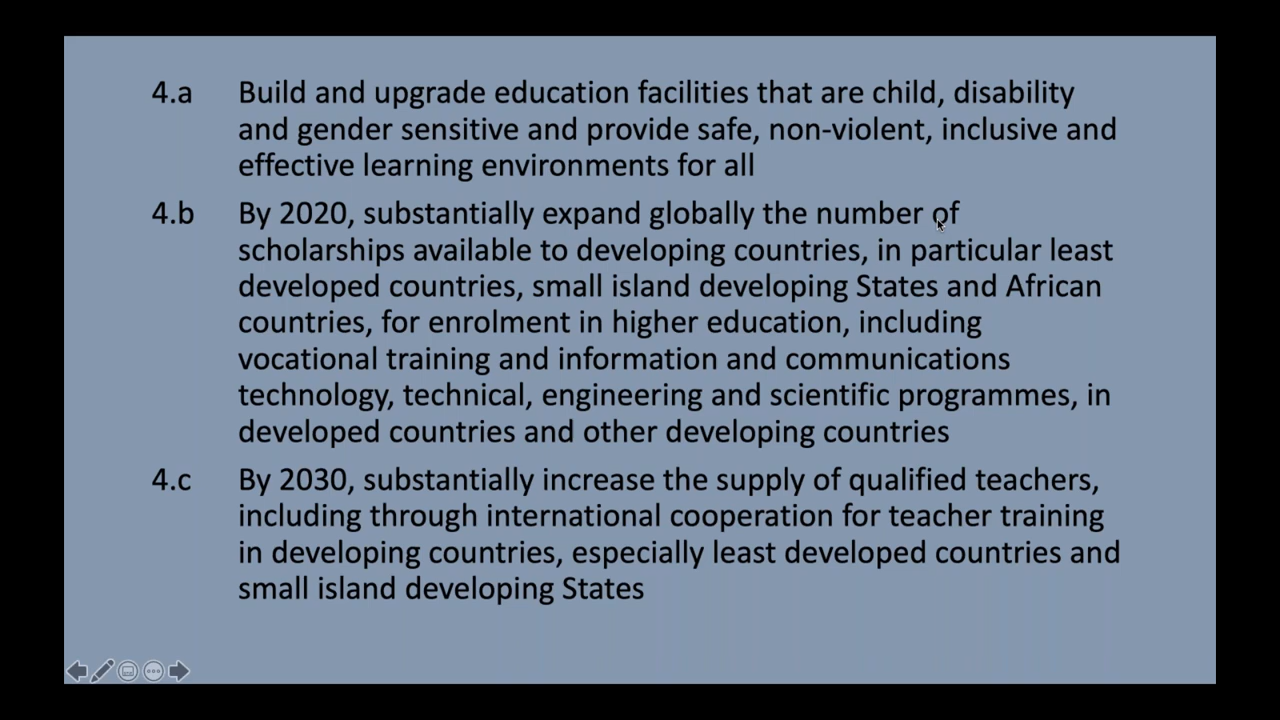 4.a Build and upgrade education facilities that are child, disability
and gender sensitive and provide safe, non-violent, inclusive and
effective learning environments for all
4.b By 2020, substantially expand globally the number of
scholarships available to developing countries, in particular least
developed countries, small island developing States and African
countries, for enrolment in higher education, including
vocational training and information and communications
technology, technical, engineering and scientific programmes, in
developed countries and other developing countries
4.c By 2030, substantially increase the supply of qualified teachers,
including through international cooperation for teacher training
in developing countries, especially least developed countries and
small island developing States